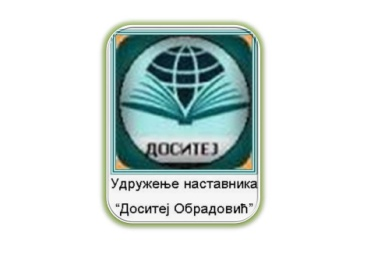 ДОСИТЕЈ
Удружење наставника
“Доситеј Обрадовић”